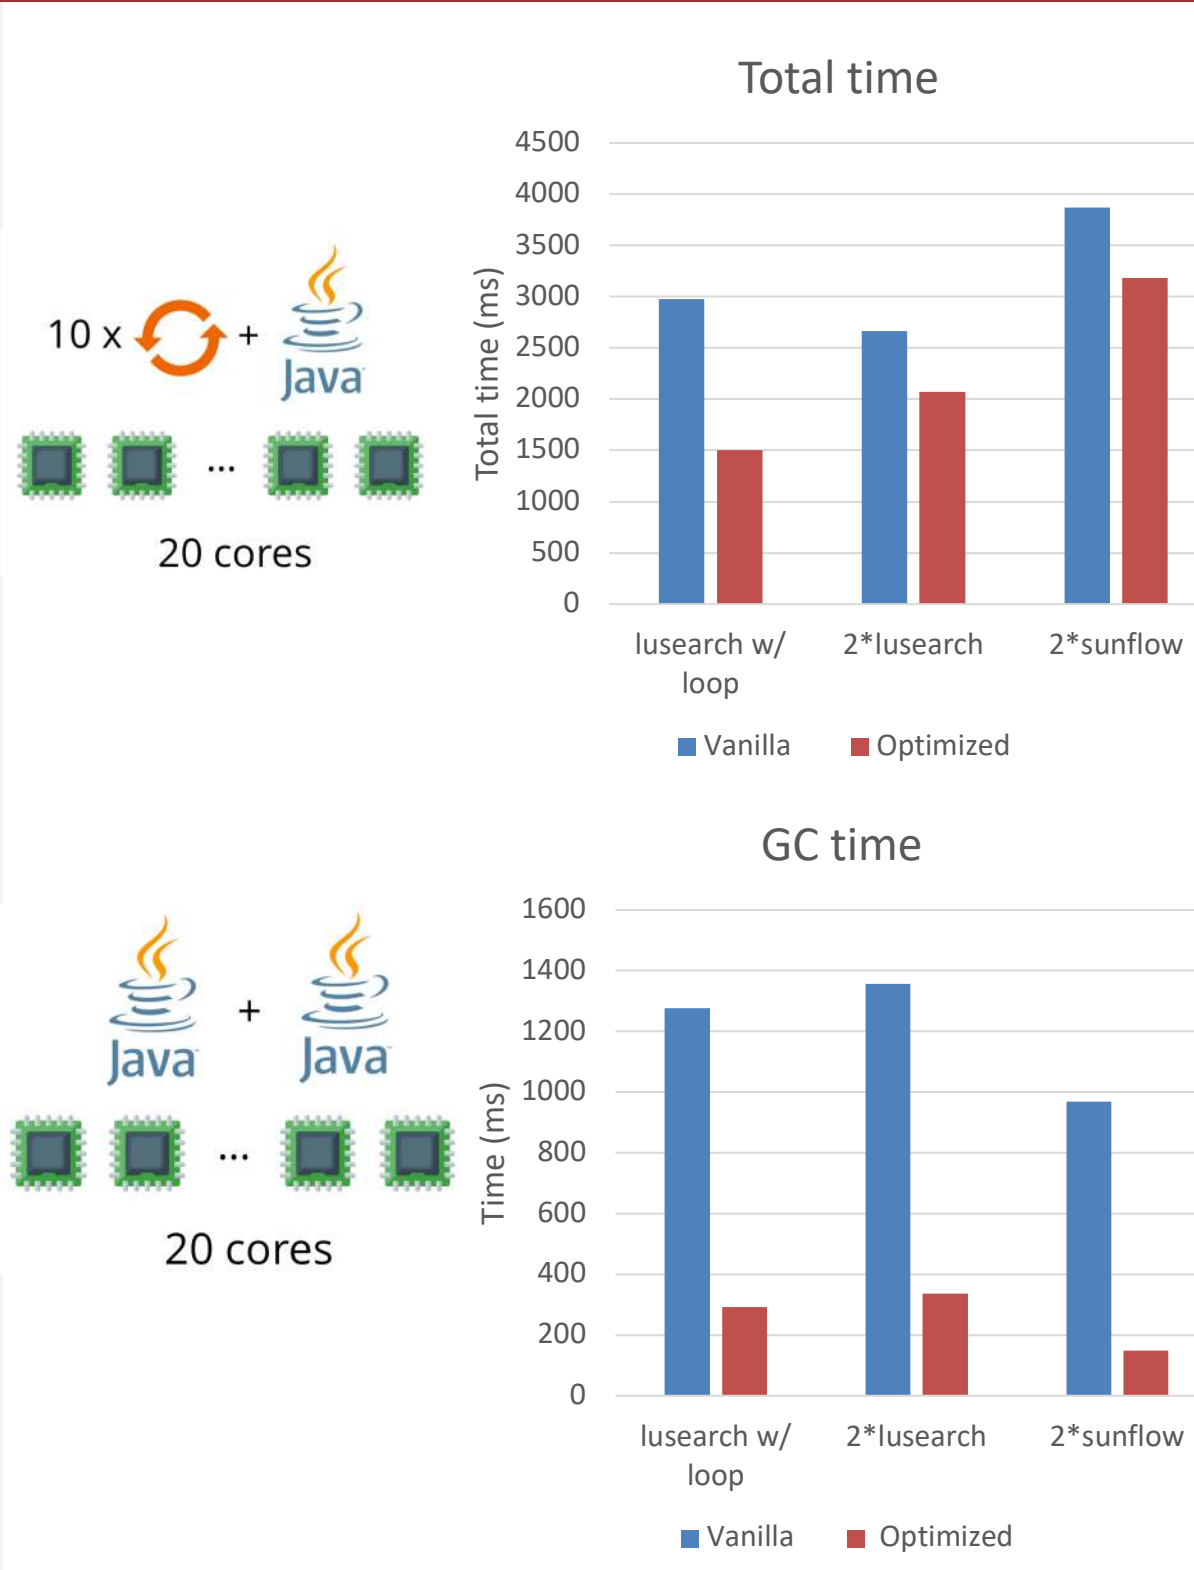 Total time
4500
4000
3500
3000
2500
2000
1500
1000
500
0
Total time (ms)
lusearch w/
loop
2*lusearch
2*sunflow
Vanilla
Optimized
10 x
+
Java
...
20 cores
GC time
1600
1400
1200
1000
800
600
400
200
0
Time (ms)
lusearch w/
loop
2*lusearch
2*sunflow
Vanilla
Optimized
Java
+
Java
...
20 cores